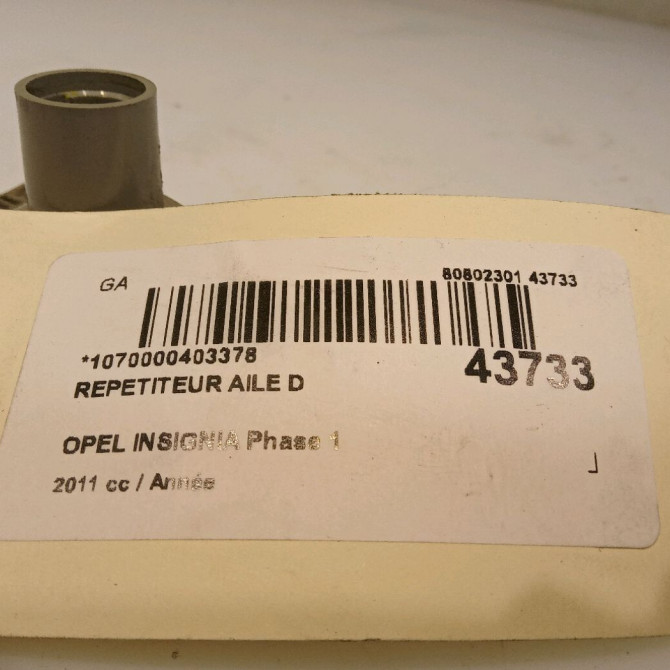 GA
80802301 43733
*1070000403378
43733
REPETITEUR AILE D
OPEL INSIGNIA Phase 1
2011 cc / Année